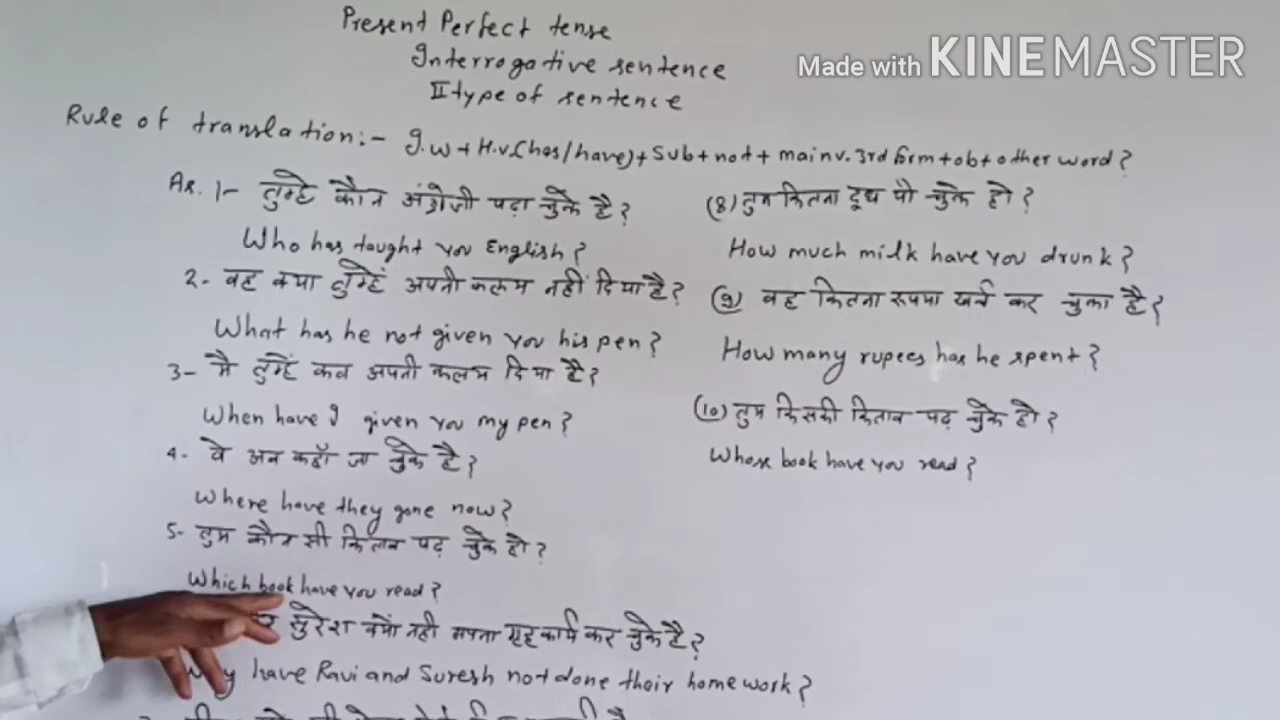 Present Perfect tense
Interrogative sentence
II type of sentence
Made with KINEMASTER
Rule of translation:- I.W + H.V.(has/have) + Sub + not + main v. 3rd form + ob + other word?
As. 1- तुम्हे कौन अंग्रेजी पढा चुके है?
Who has taught you English?
2- वह क्या तुम्हें अपनी कलम नहीं दिया है?
What has he not given you his pen?
3- मै तुम्हें कब अपनी कलम दिया है?
When have I given you my pen?
4- वे अब कहाँ जा चुके है?
Where have they gone now?
5- तुम कौन सी किताब पढ़ चुके हो?
Which book have you read?
सुरेश क्यों नही अपना गृहकार्य कर चुके है?
Why have Ravi and Suresh not done their home work?
(8) तुम कितना दूध पी चुके हो?
How much milk have you drunk?
(9) वह कितना रूपया खर्च कर चुका है?
How many rupees has he spent?
(10) तुम किसकी किताब पढ़ चुके हो?
Whose book have you read?